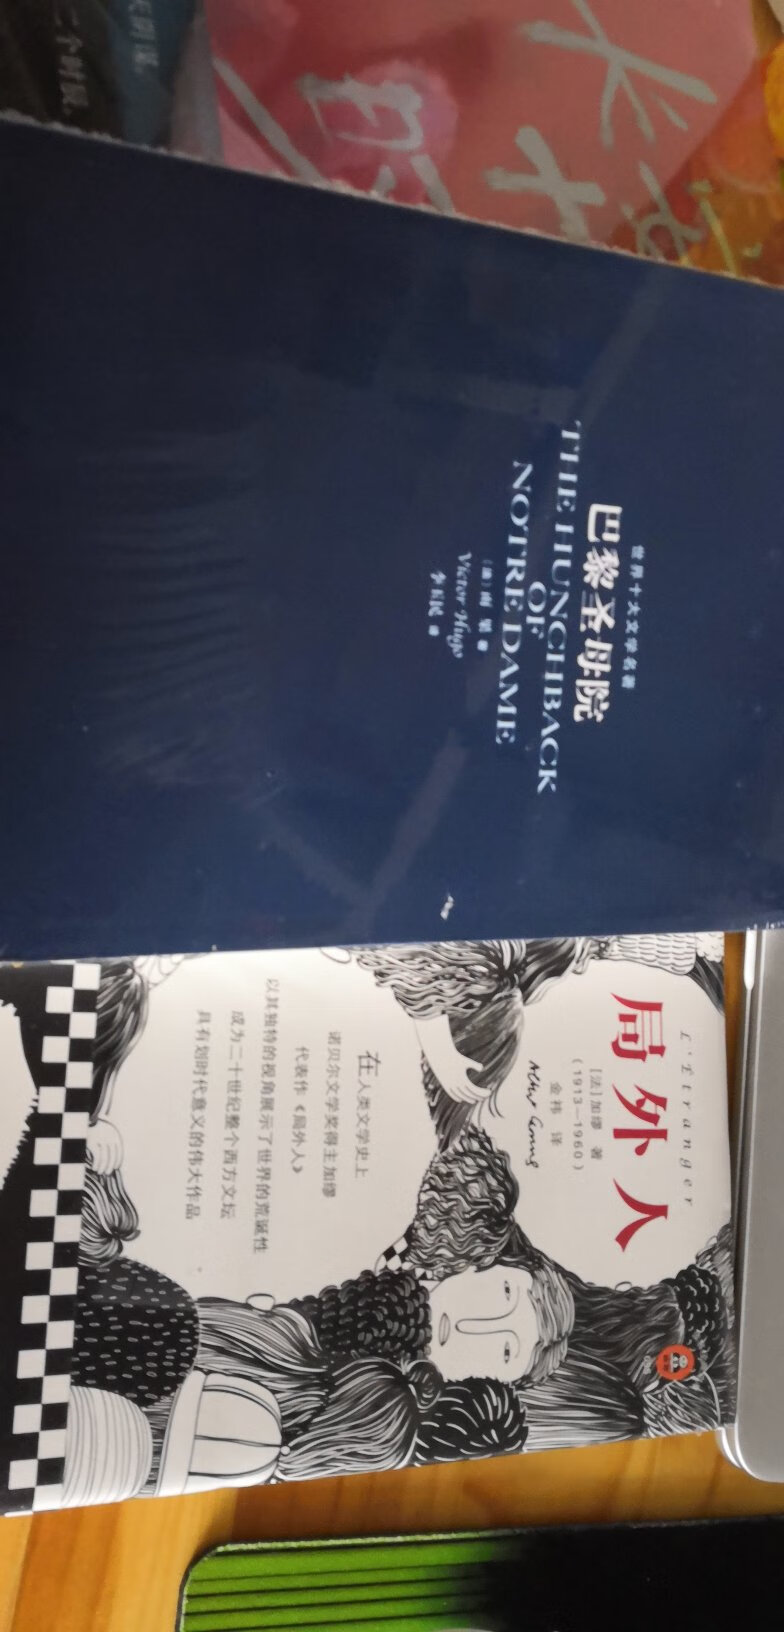 世界十大文学名著
巴黎圣母院
THE HUNCHBACK
OF
NOTRE DAME
（法）雨果 著
Victor Hugo
李玉民 译
L'Étranger
局外人
[法]加缪 著
(1913—1960)
金祎 译
在人类文学史上
诺贝尔文学奖得主加缪
代表作《局外人》
以其独特的视角展示了世界的荒诞性
成为二十世纪整个西方文坛
具有划时代意义的伟大作品